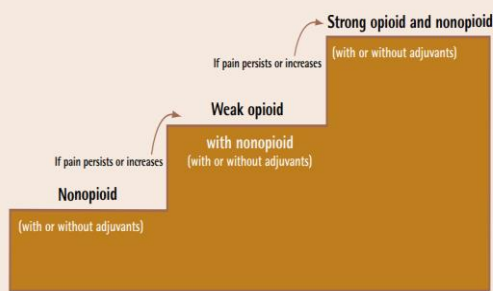 Strong opioid and nonopioid
(with or without adjuvants)
If pain persists or increases
Weak opioid
with nonopioid
(with or without adjuvants)
If pain persists or increases
Nonopioid
(with or without adjuvants)